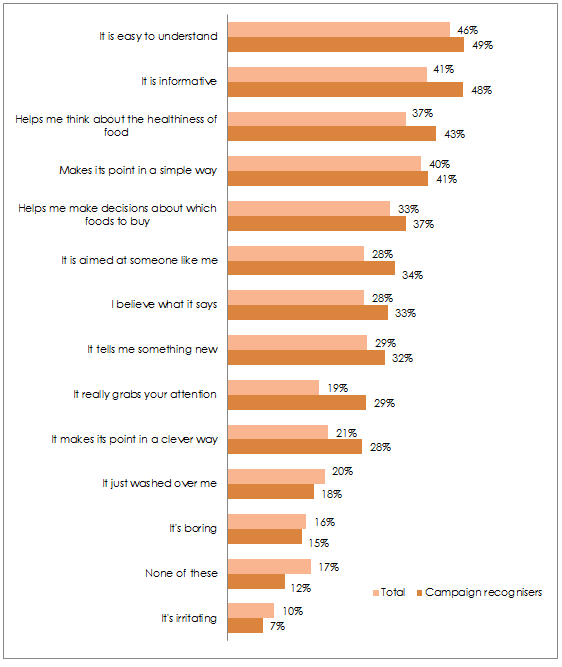 It is easy to understand
46%
49%
It is informative
41%
48%
Helps me think about the healthiness of
food
37%
43%
Makes its point in a simple way
40%
41%
Helps me make decisions about which
foods to buy
33%
37%
It is aimed at someone like me
28%
34%
I believe what it says
28%
33%
It tells me something new
29%
32%
It really grabs your attention
19%
29%
It makes its point in a clever way
21%
28%
It just washed over me
20%
18%
It's boring
16%
15%
None of these
17%
12%
It's irritating
10%
7%
Total
Campaign recognisers